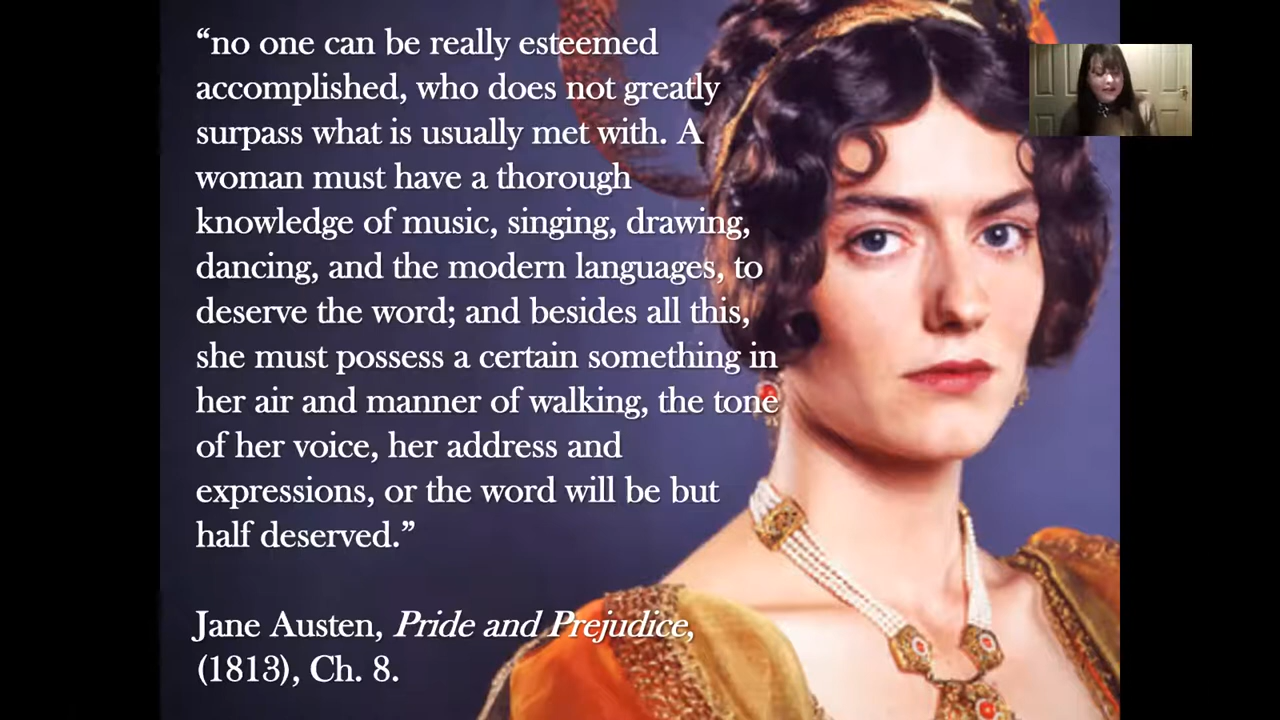 “no one can be really esteemed
accomplished, who does not greatly
surpass what is usually met with. A
woman must have a thorough
knowledge of music, singing, drawing,
dancing, and the modern languages, to
deserve the word; and besides all this,
she must possess a certain something in
her air and manner of walking, the tone
of her voice, her address and
expressions, or the word will be but
half deserved.”
Jane Austen, Pride and Prejudice,
(1813), Ch. 8.